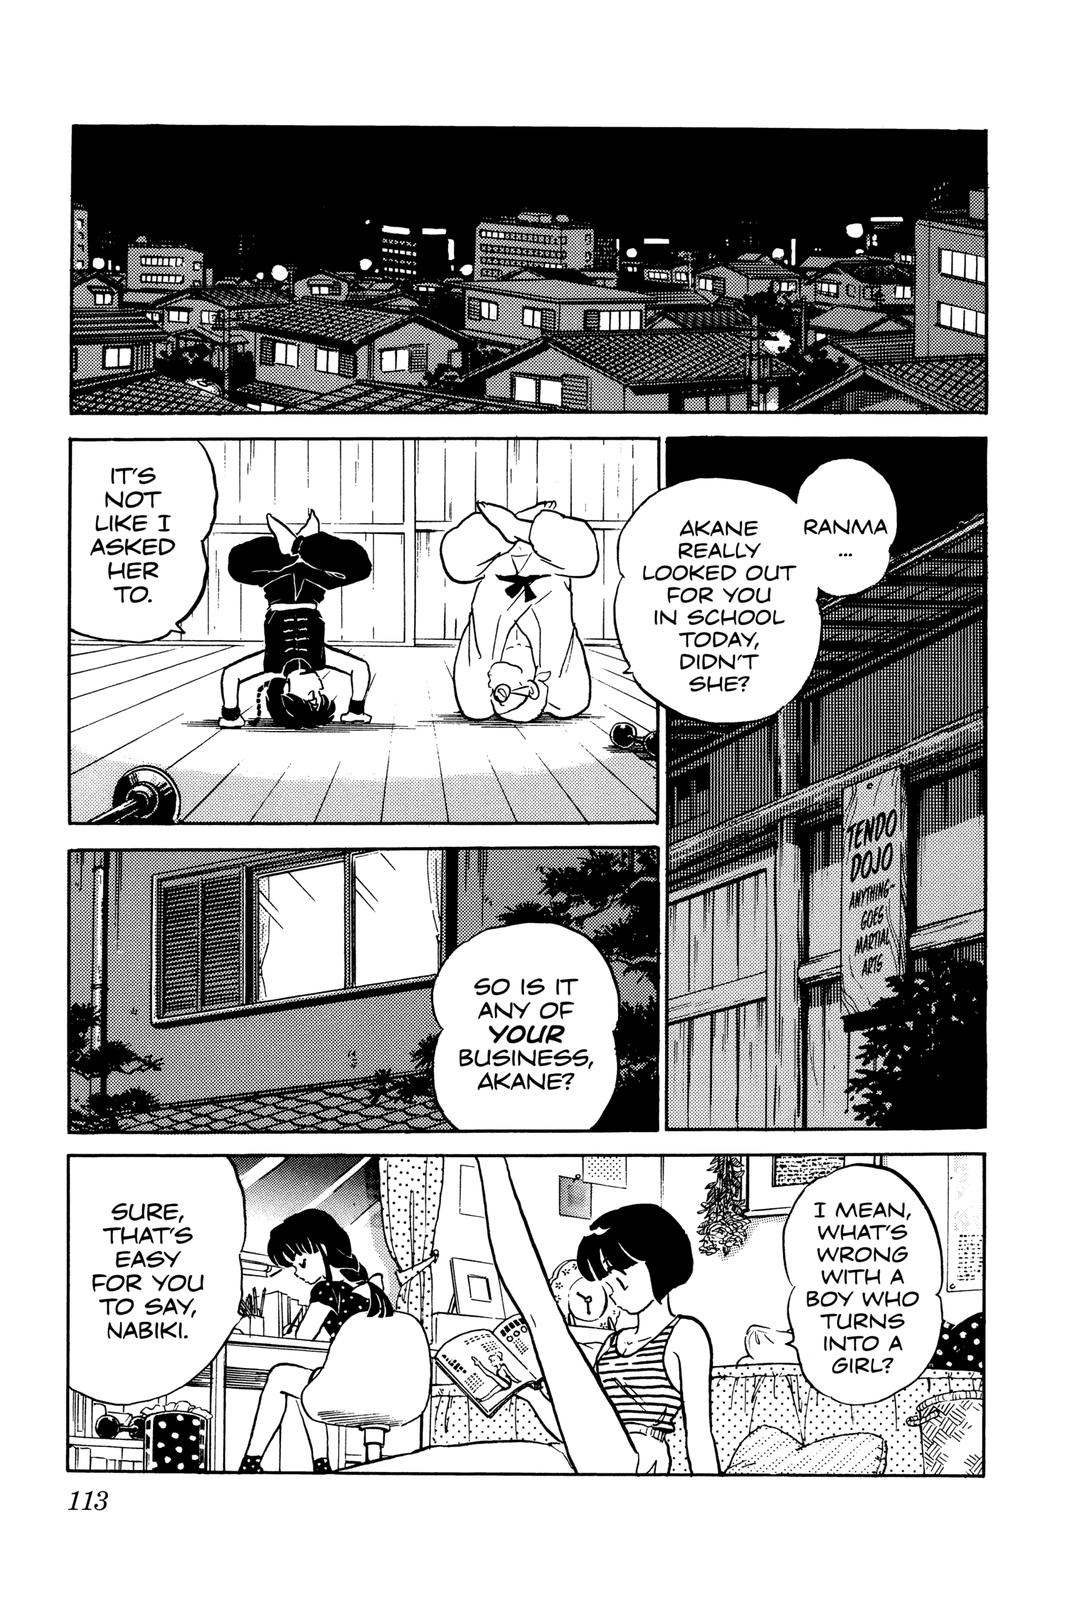 RANMA
...
AKANE
REALLY
LOOKED OUT
FOR YOU
IN SCHOOL
TODAY,
DIDN'T
SHE?
TENDO
DOJO
ANYTHING-
GOES
MARTIAL
ARTS
IT'S
NOT
LIKE I
ASKED
HER
TO.
SO IS IT
ANY OF
YOUR
BUSINESS,
AKANE?
I MEAN,
WHAT'S
WRONG
WITH A
BOY WHO
TURNS
INTO A
GIRL?
SURE,
THAT'S
EASY
FOR YOU
TO SAY,
NABIKI.
113